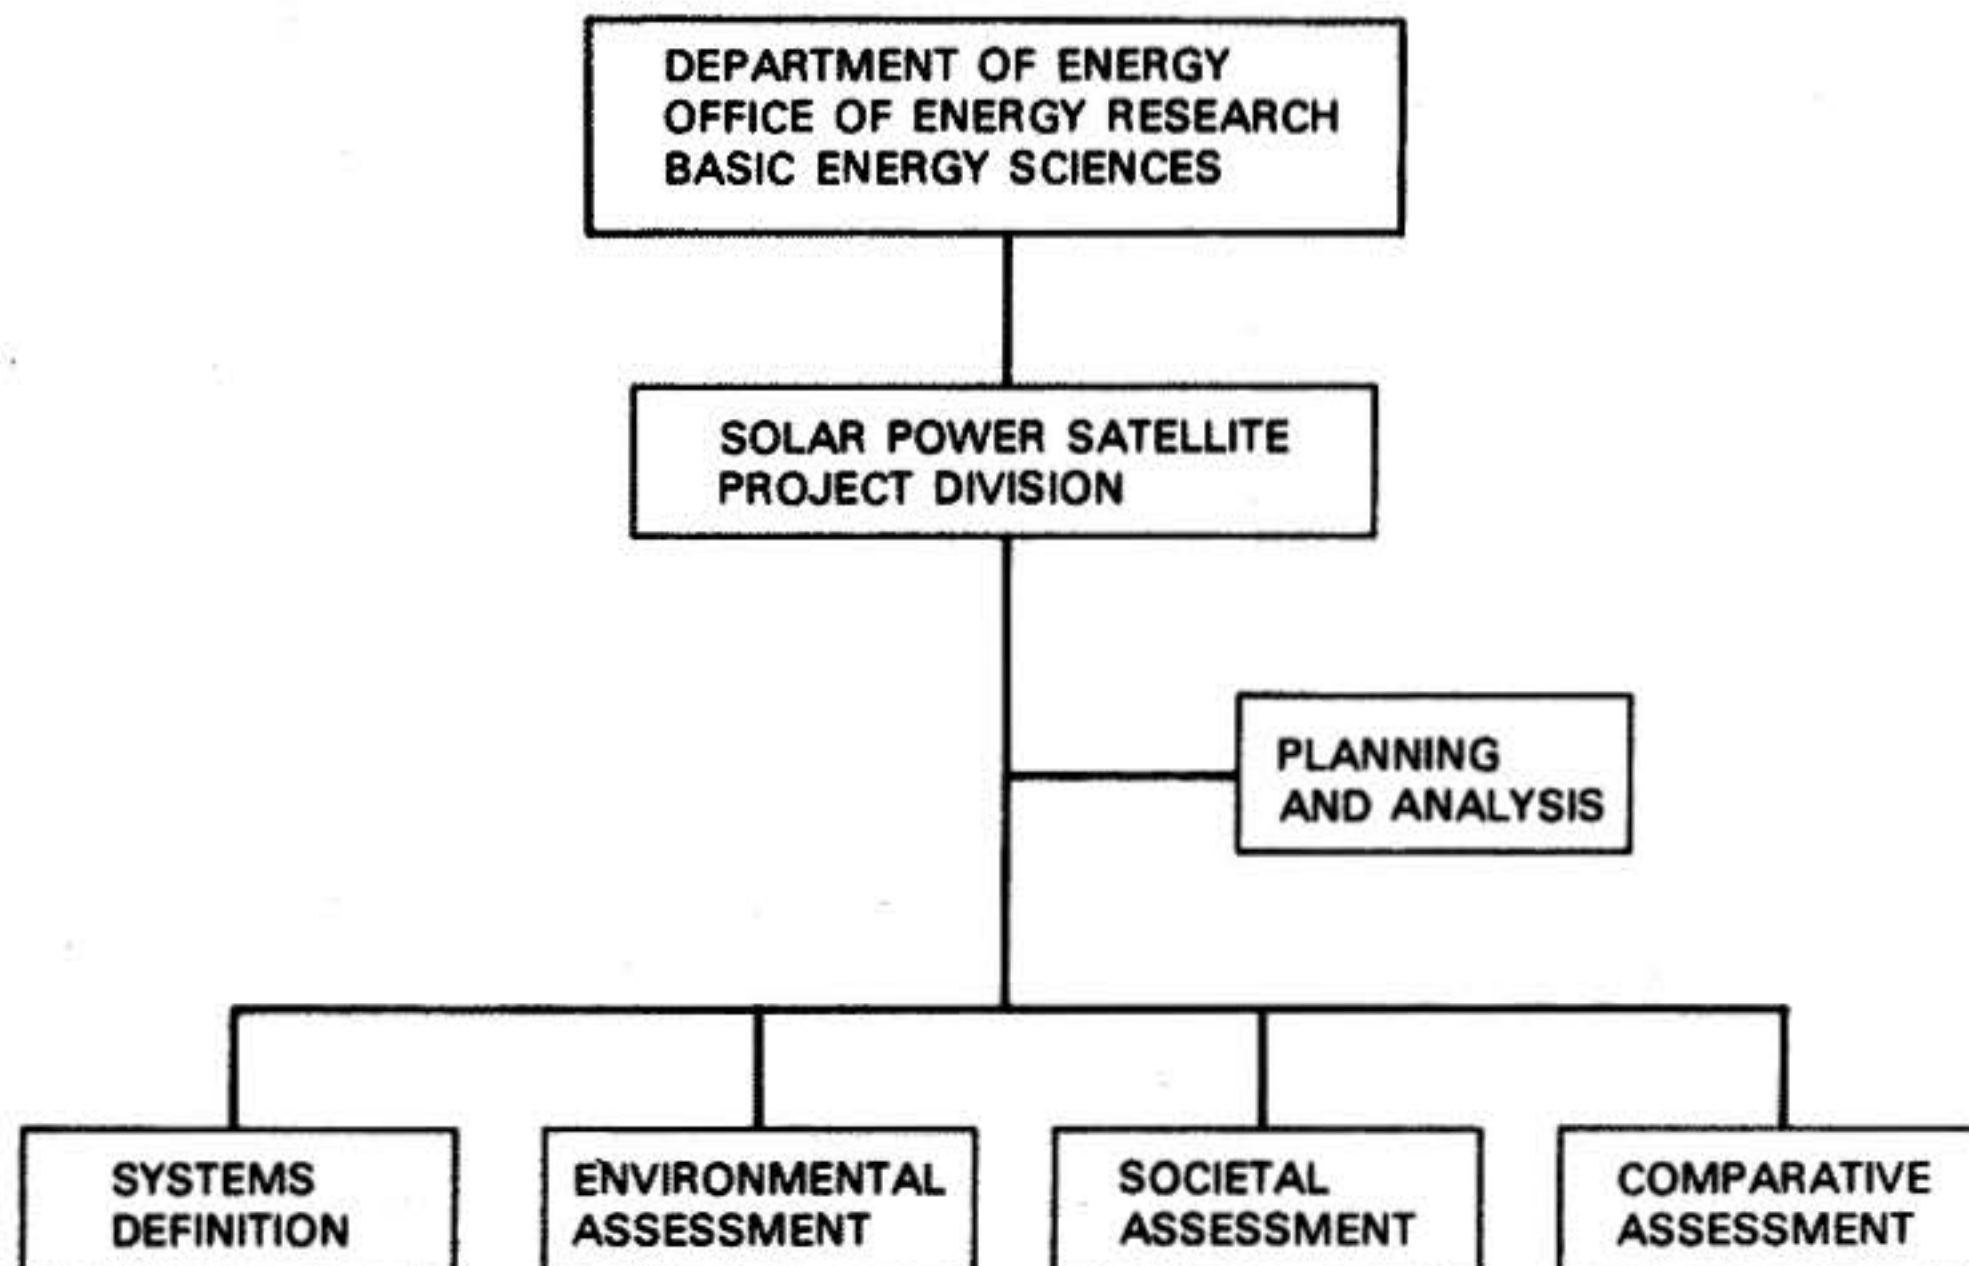 DEPARTMENT OF ENERGY
OFFICE OF ENERGY RESEARCH
BASIC ENERGY SCIENCES
SOLAR POWER SATELLITE
PROJECT DIVISION
PLANNING
AND ANALYSIS
SYSTEMS
DEFINITION
ENVIRONMENTAL
ASSESSMENT
SOCIETAL
ASSESSMENT
COMPARATIVE
ASSESSMENT